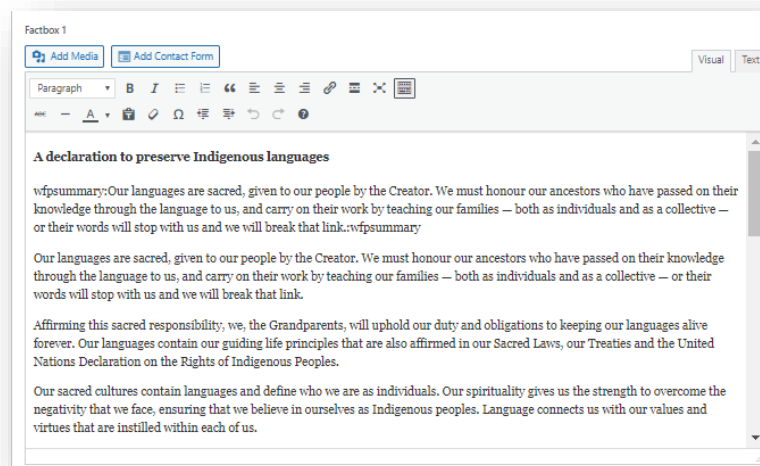 Factbox 1
Add Media
Add Contact Form
Visual
Text
Paragraph
B I
ABC A
A declaration to preserve Indigenous languages
wfpsummary:Our languages are sacred, given to our people by the Creator. We must honour our ancestors who have passed on their
knowledge through the language to us, and carry on their work by teaching our families — both as individuals and as a collective —
or their words will stop with us and we will break that link.:wfpsummary
Our languages are sacred, given to our people by the Creator. We must honour our ancestors who have passed on their knowledge
through the language to us, and carry on their work by teaching our families — both as individuals and as a collective — or their
words will stop with us and we will break that link.
Affirming this sacred responsibility, we, the Grandparents, will uphold our duty and obligations to keeping our languages alive
forever. Our languages contain our guiding life principles that are also affirmed in our Sacred Laws, our Treaties and the United
Nations Declaration on the Rights of Indigenous Peoples.
Our sacred cultures contain languages and define who we are as individuals. Our spirituality gives us the strength to overcome the
negativity that we face, ensuring that we believe in ourselves as Indigenous peoples. Language connects us with our values and
virtues that are instilled within each of us.